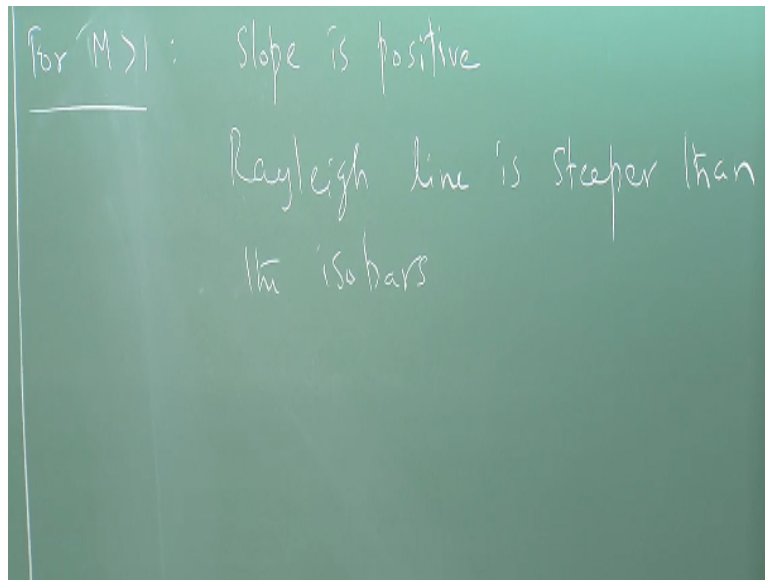 For M > 1 : Slope is positive
Rayleigh line is steeper than
the isobars